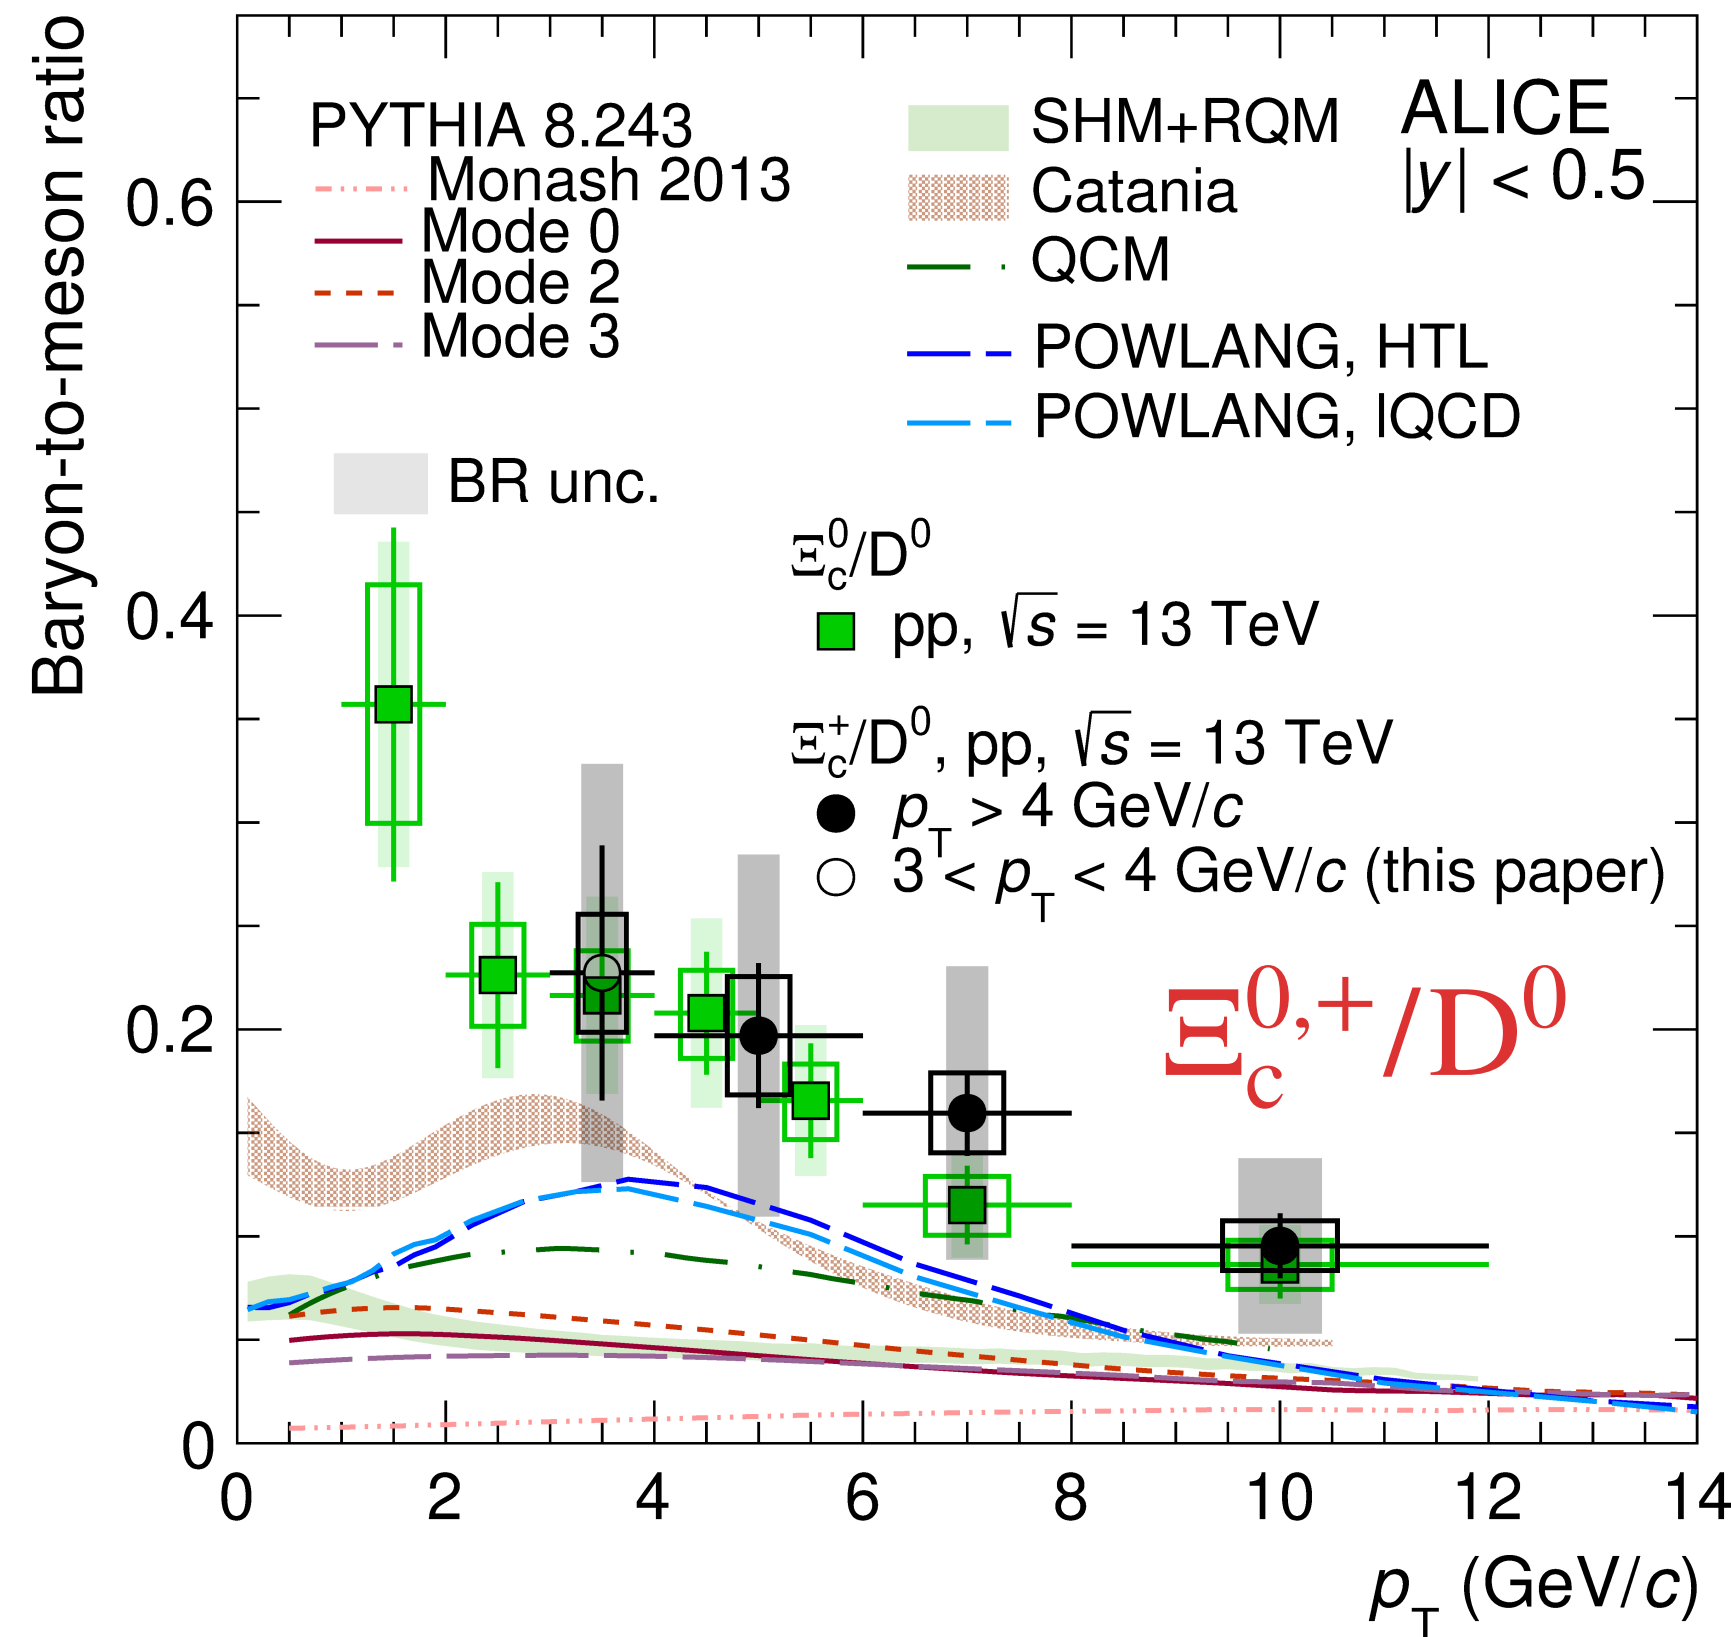 Baryon-to-meson ratio
0.6
0.4
0.2
0
PYTHIA 8.243
Monash 2013
Mode 0
Mode 2
Mode 3
BR unc.
SHM+RQM
Catania
QCM
POWLANG, HTL
POWLANG, lQCD
ALICE
|y| < 0.5
Ξc⁰/D⁰
pp, √s = 13 TeV
Ξc⁺/D⁰, pp, √s = 13 TeV
pT > 4 GeV/c
3 < pT < 4 GeV/c (this paper)
Ξc⁰,⁺/D⁰
0 2 4 6 8 10 12 14
pT (GeV/c)